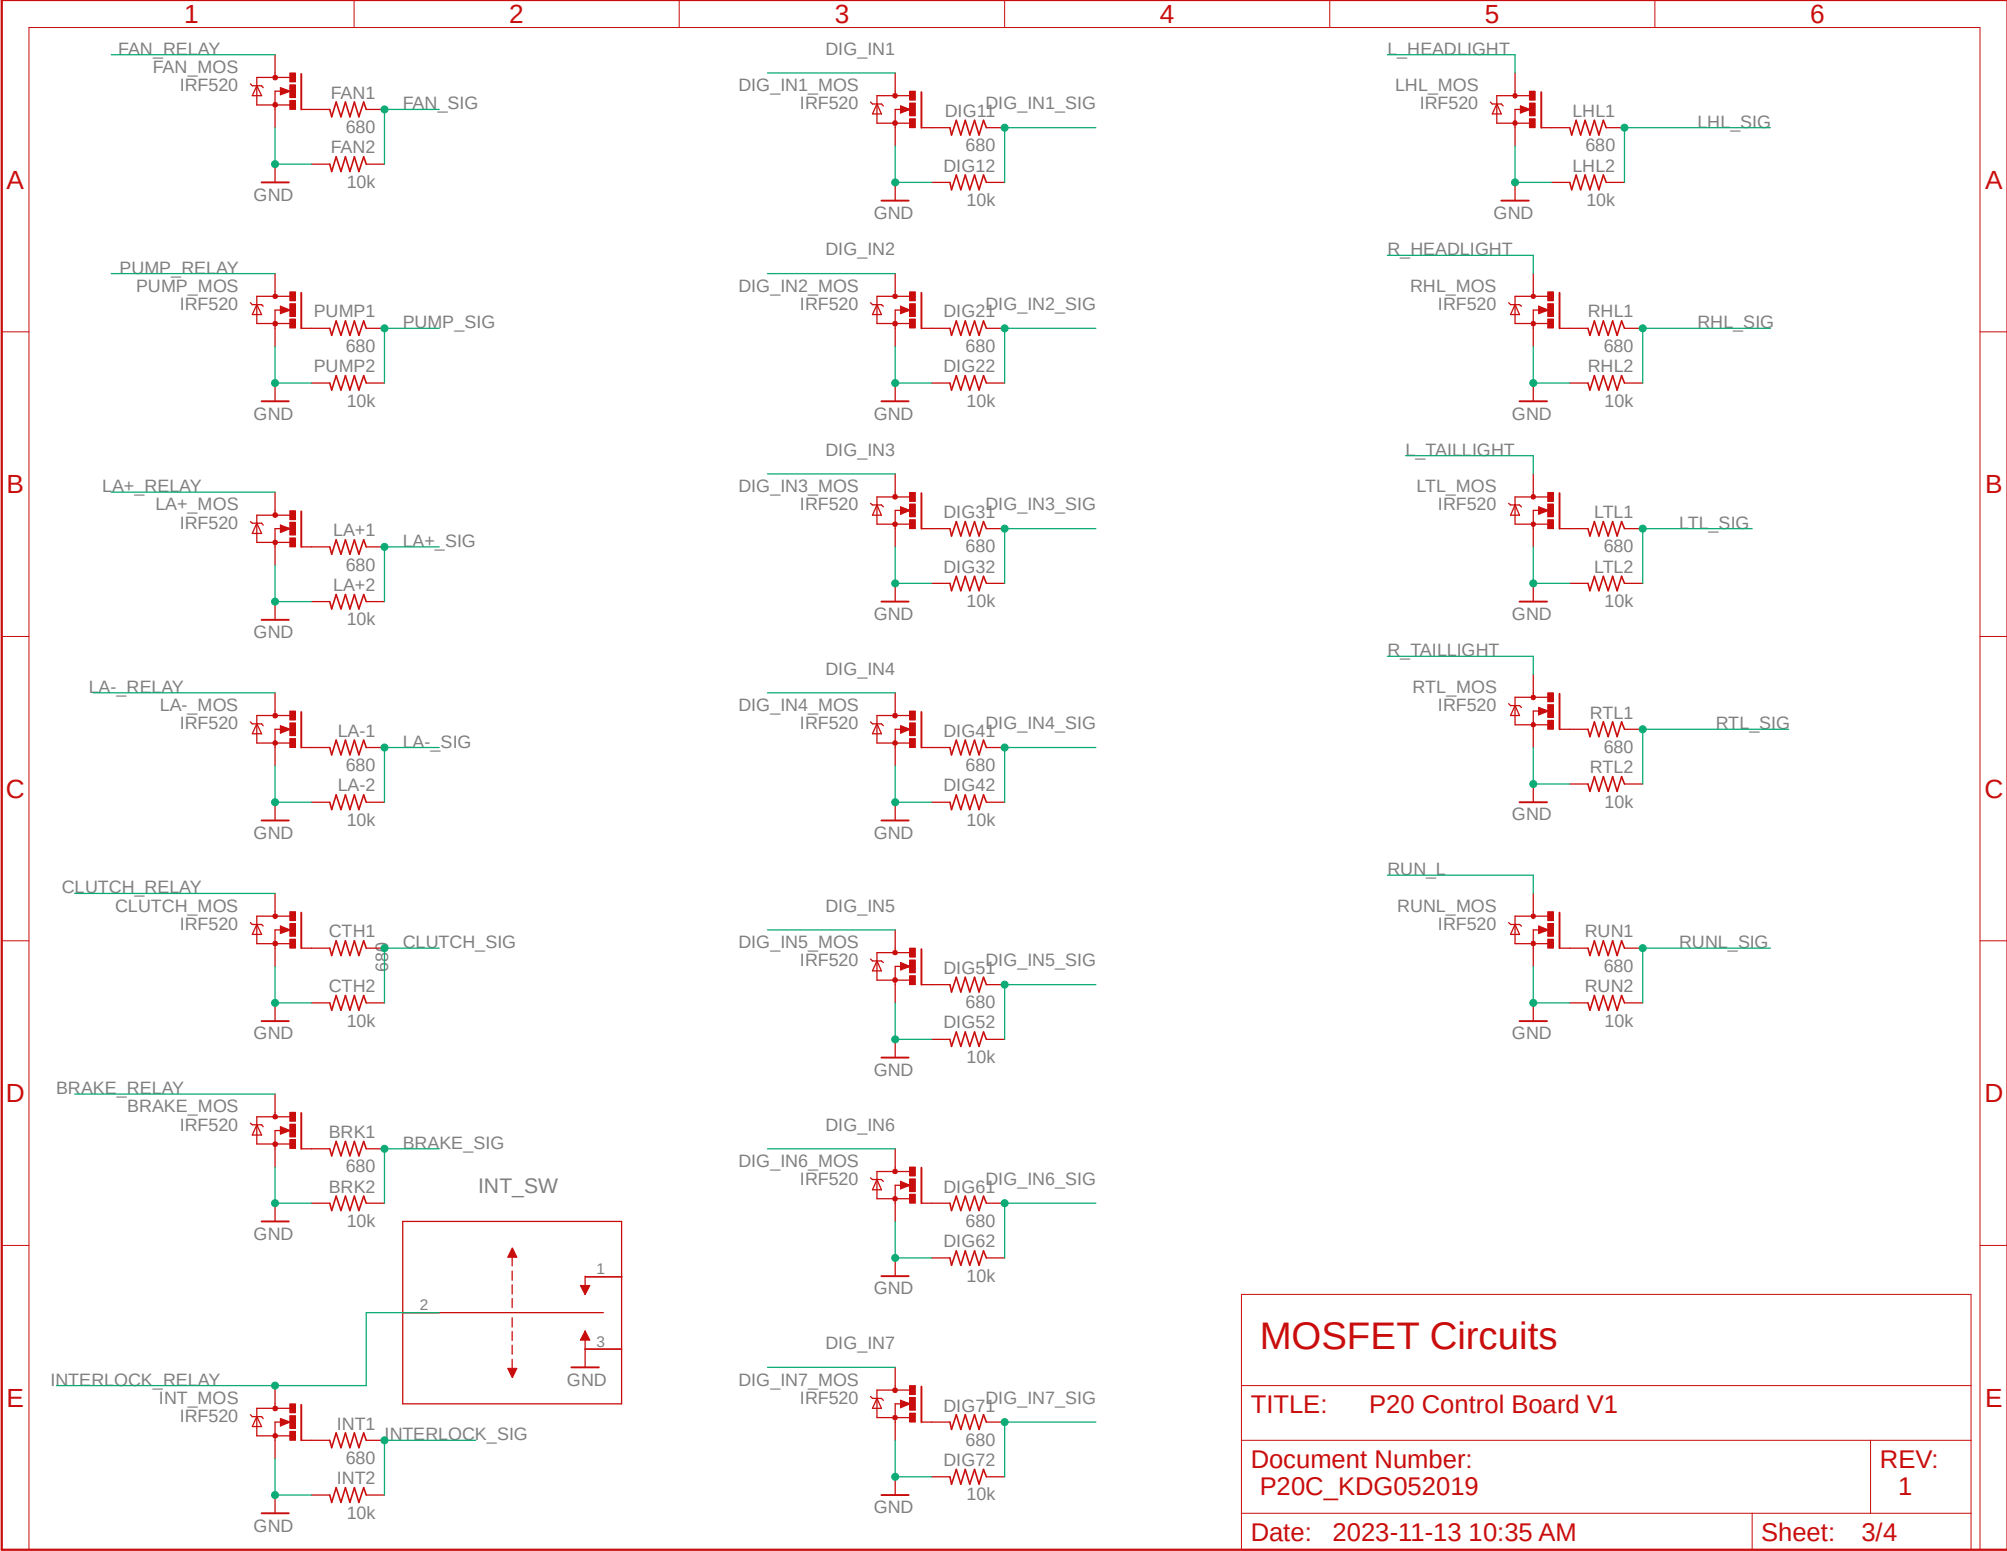 1 2 3 4 5 6
A
B
C
D
E
FAN_RELAY
FAN_MOS
IRF520
FAN1
FAN_SIG
680
FAN2
10k
GND
PUMP_RELAY
PUMP_MOS
IRF520
PUMP1
PUMP_SIG
680
PUMP2
10k
GND
LA+_RELAY
LA+_MOS
IRF520
LA+1
LA+_SIG
680
LA+2
10k
GND
LA-_RELAY
LA-_MOS
IRF520
LA-1
LA-_SIG
680
LA-2
10k
GND
CLUTCH_RELAY
CLUTCH_MOS
IRF520
CTH1
CLUTCH_SIG
680
CTH2
10k
GND
BRAKE_RELAY
BRAKE_MOS
IRF520
BRK1
BRAKE_SIG
680
BRK2
10k
GND
INT_SW
1
2
3
GND
INTERLOCK_RELAY
INT_MOS
IRF520
INT1
INTERLOCK_SIG
680
INT2
10k
GND
DIG_IN1
DIG_IN1_MOS
IRF520
DIG11
DIG_IN1_SIG
680
DIG12
10k
GND
DIG_IN2
DIG_IN2_MOS
IRF520
DIG21
DIG_IN2_SIG
680
DIG22
10k
GND
DIG_IN3
DIG_IN3_MOS
IRF520
DIG31
DIG_IN3_SIG
680
DIG32
10k
GND
DIG_IN4
DIG_IN4_MOS
IRF520
DIG41
DIG_IN4_SIG
680
DIG42
10k
GND
DIG_IN5
DIG_IN5_MOS
IRF520
DIG51
DIG_IN5_SIG
680
DIG52
10k
GND
DIG_IN6
DIG_IN6_MOS
IRF520
DIG61
DIG_IN6_SIG
680
DIG62
10k
GND
DIG_IN7
DIG_IN7_MOS
IRF520
DIG71
DIG_IN7_SIG
680
DIG72
10k
GND
L_HEADLIGHT
LHL_MOS
IRF520
LHL1
LHL_SIG
680
LHL2
10k
GND
R_HEADLIGHT
RHL_MOS
IRF520
RHL1
RHL_SIG
680
RHL2
10k
GND
L_TAILLIGHT
LTL_MOS
IRF520
LTL1
LTL_SIG
680
LTL2
10k
GND
R_TAILLIGHT
RTL_MOS
IRF520
RTL1
RTL_SIG
680
RTL2
10k
GND
RUN_L
RUNL_MOS
IRF520
RUN1
RUNL_SIG
680
RUN2
10k
GND
A
B
C
D
E
MOSFET Circuits
TITLE: P20 Control Board V1
Document Number:
P20C_KDG052019
REV:
1
Date: 2023-11-13 10:35 AM
Sheet: 3/4